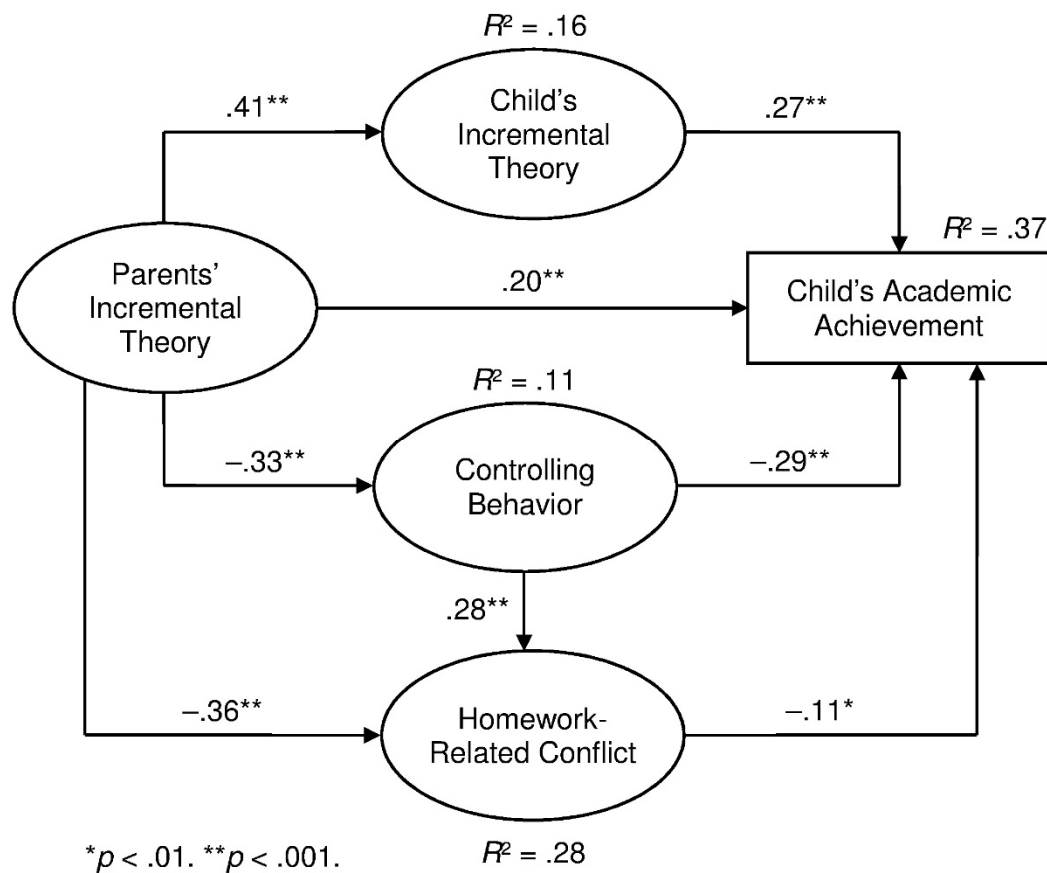 R² = .16
.41**
Child's
Incremental
Theory
.27**
R² = .37
Parents'
Incremental
Theory
.20**
Child's Academic
Achievement
R² = .11
–.33**
Controlling
Behavior
–.29**
.28**
–.36**
Homework-
Related Conflict
–.11*
*p < .01. **p < .001.
R² = .28